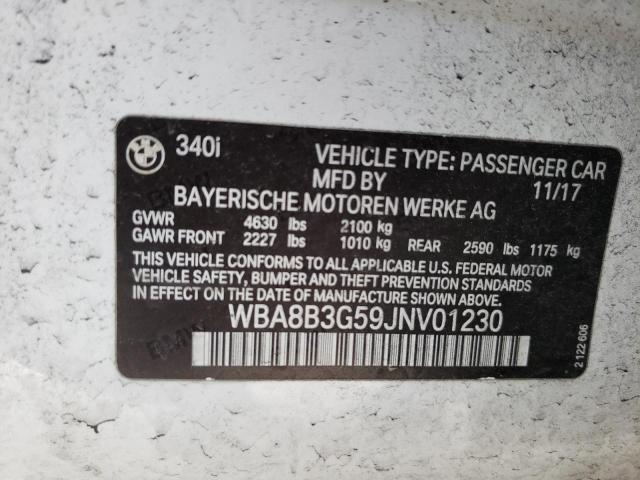 340i
VEHICLE TYPE: PASSENGER CAR
MFD BY 11/17
BAYERISCHE MOTOREN WERKE AG
GVWR 4630 lbs 2100 kg
GAWR FRONT 2227 lbs 1010 kg REAR 2590 lbs 1175 kg
THIS VEHICLE CONFORMS TO ALL APPLICABLE U.S. FEDERAL MOTOR
VEHICLE SAFETY, BUMPER AND THEFT PREVENTION STANDARDS
IN EFFECT ON THE DATE OF MANUFACTURE SHOWN ABOVE.
WBA8B3G59JNV01230
2 122 606
BMW